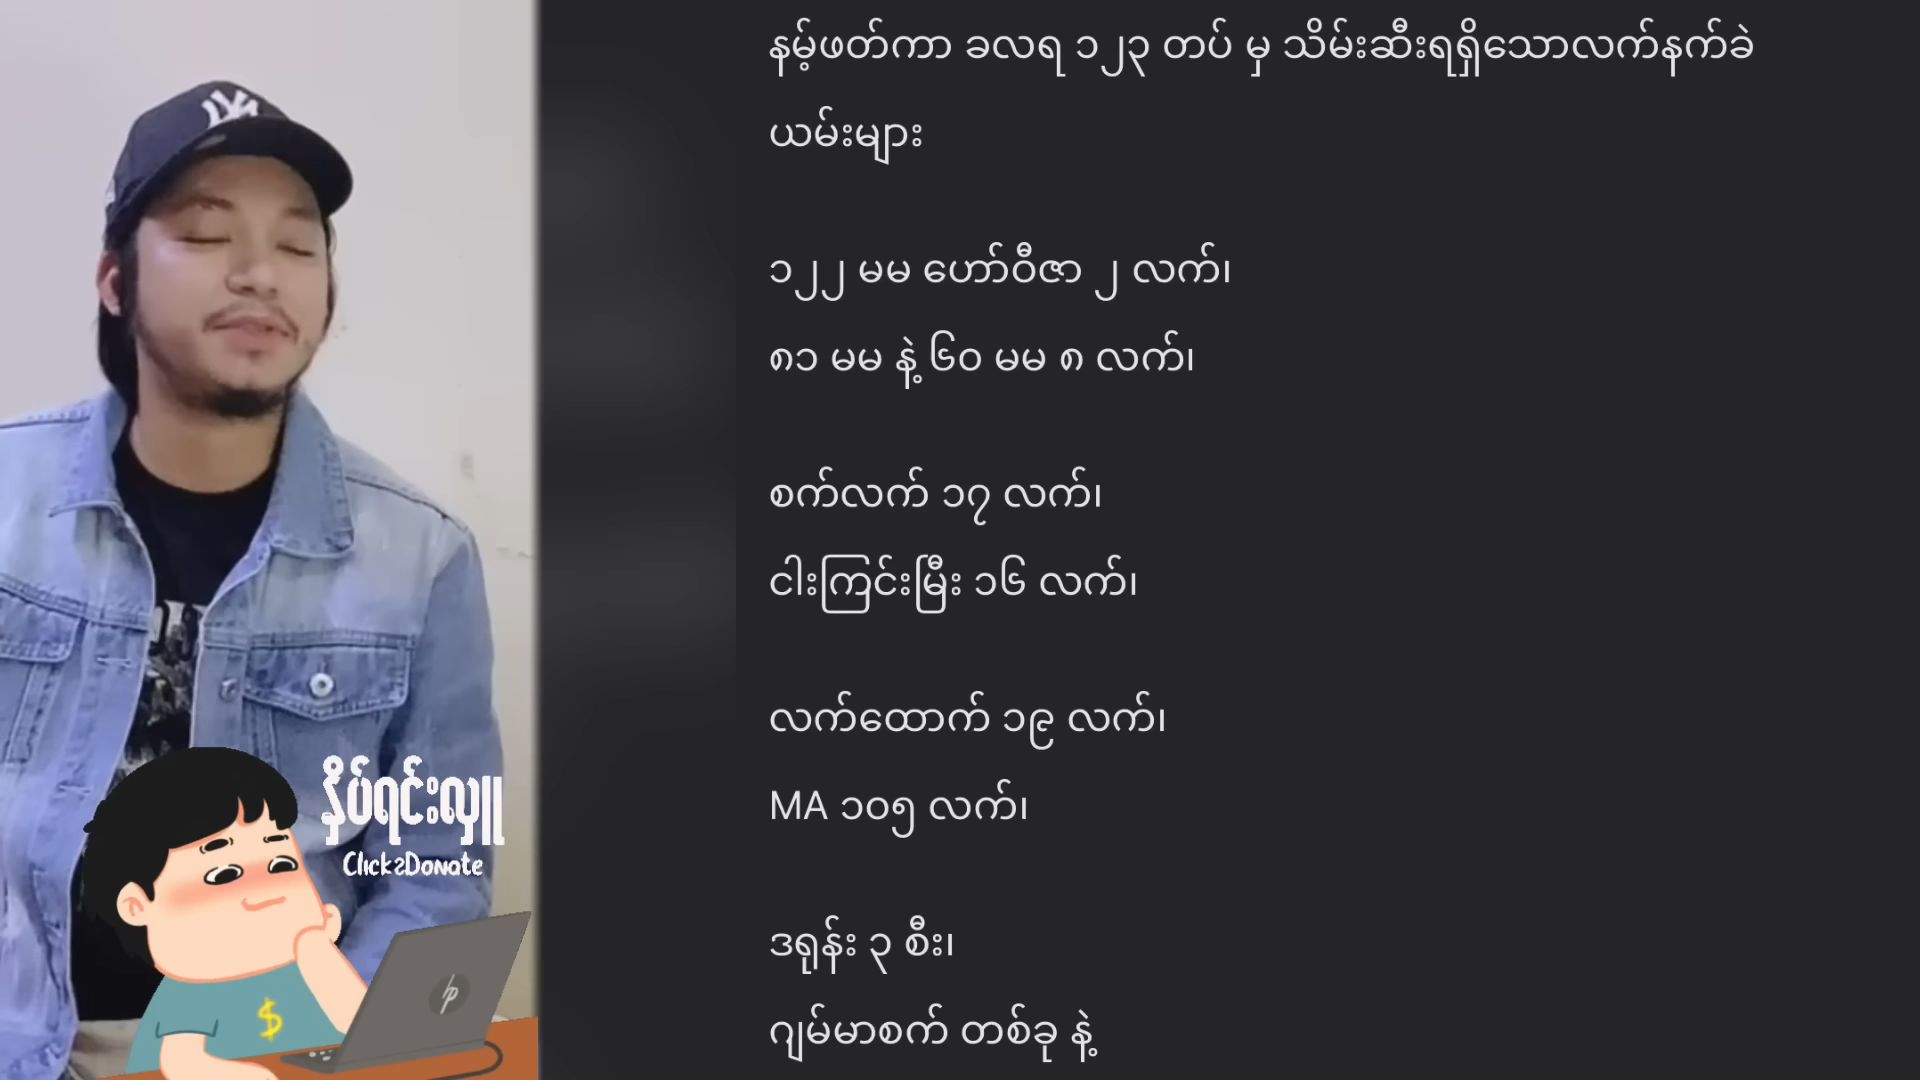 နမ့်ဖတ်ကာ ခလရ ၁၂၃ တပ် မှ သိမ်းဆီးရရှိသောလက်နက်ခဲ
ယမ်းများ
၁၂၂ မမ ဟော်ဝီဇာ ၂ လက်၊
၈၁ မမ နဲ့ ၆၀ မမ ၈ လက်၊
စက်လက် ၁၇ လက်၊
ငါးကြင်းမြီး ၁၆ လက်၊
လက်ထောက် ၁၉ လက်၊
MA ၁၀၅ လက်၊
ဒရုန်း ၃ စီး၊
ဂျမ်မာစက် တစ်ခု နဲ့
နှိပ်ရင်းလှူ
Click2Donate
$
hp